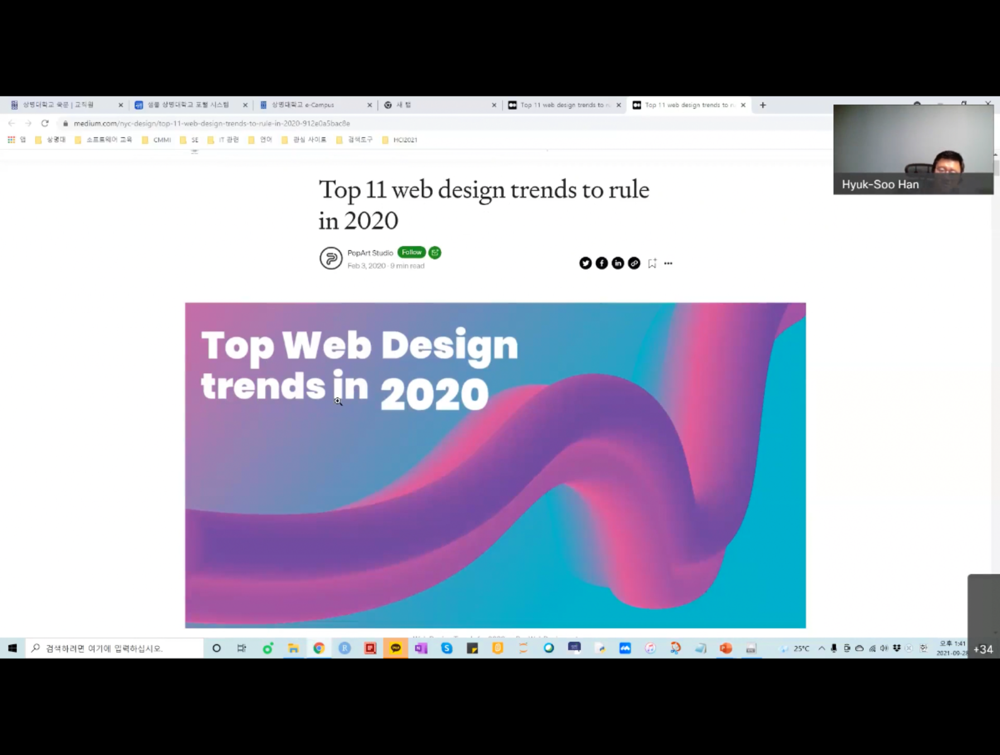 상명대학교 국문 | 교직원
샘물 상명대학교 포털 시스템
상명대학교 e-Campus
새 탭
Top 11 web design trends to r
Top 11 web design trends to r
medium.com/nyc-design/top-11-web-design-trends-to-rule-in-2020-912e0a5bac8e
앱 상명대 소프트웨어 교육 CMMI SE IT 관련 언어 관심 사이트 검색도구 HCI2021
Hyuk-Soo Han
Top 11 web design trends to rule
in 2020
PopArt Studio Follow
Feb 3, 2020 · 9 min read
Top Web Design
trends in 2020
검색하려면 여기에 입력하십시오.
25°C
한
오후 1:41
2021-09-28
+34